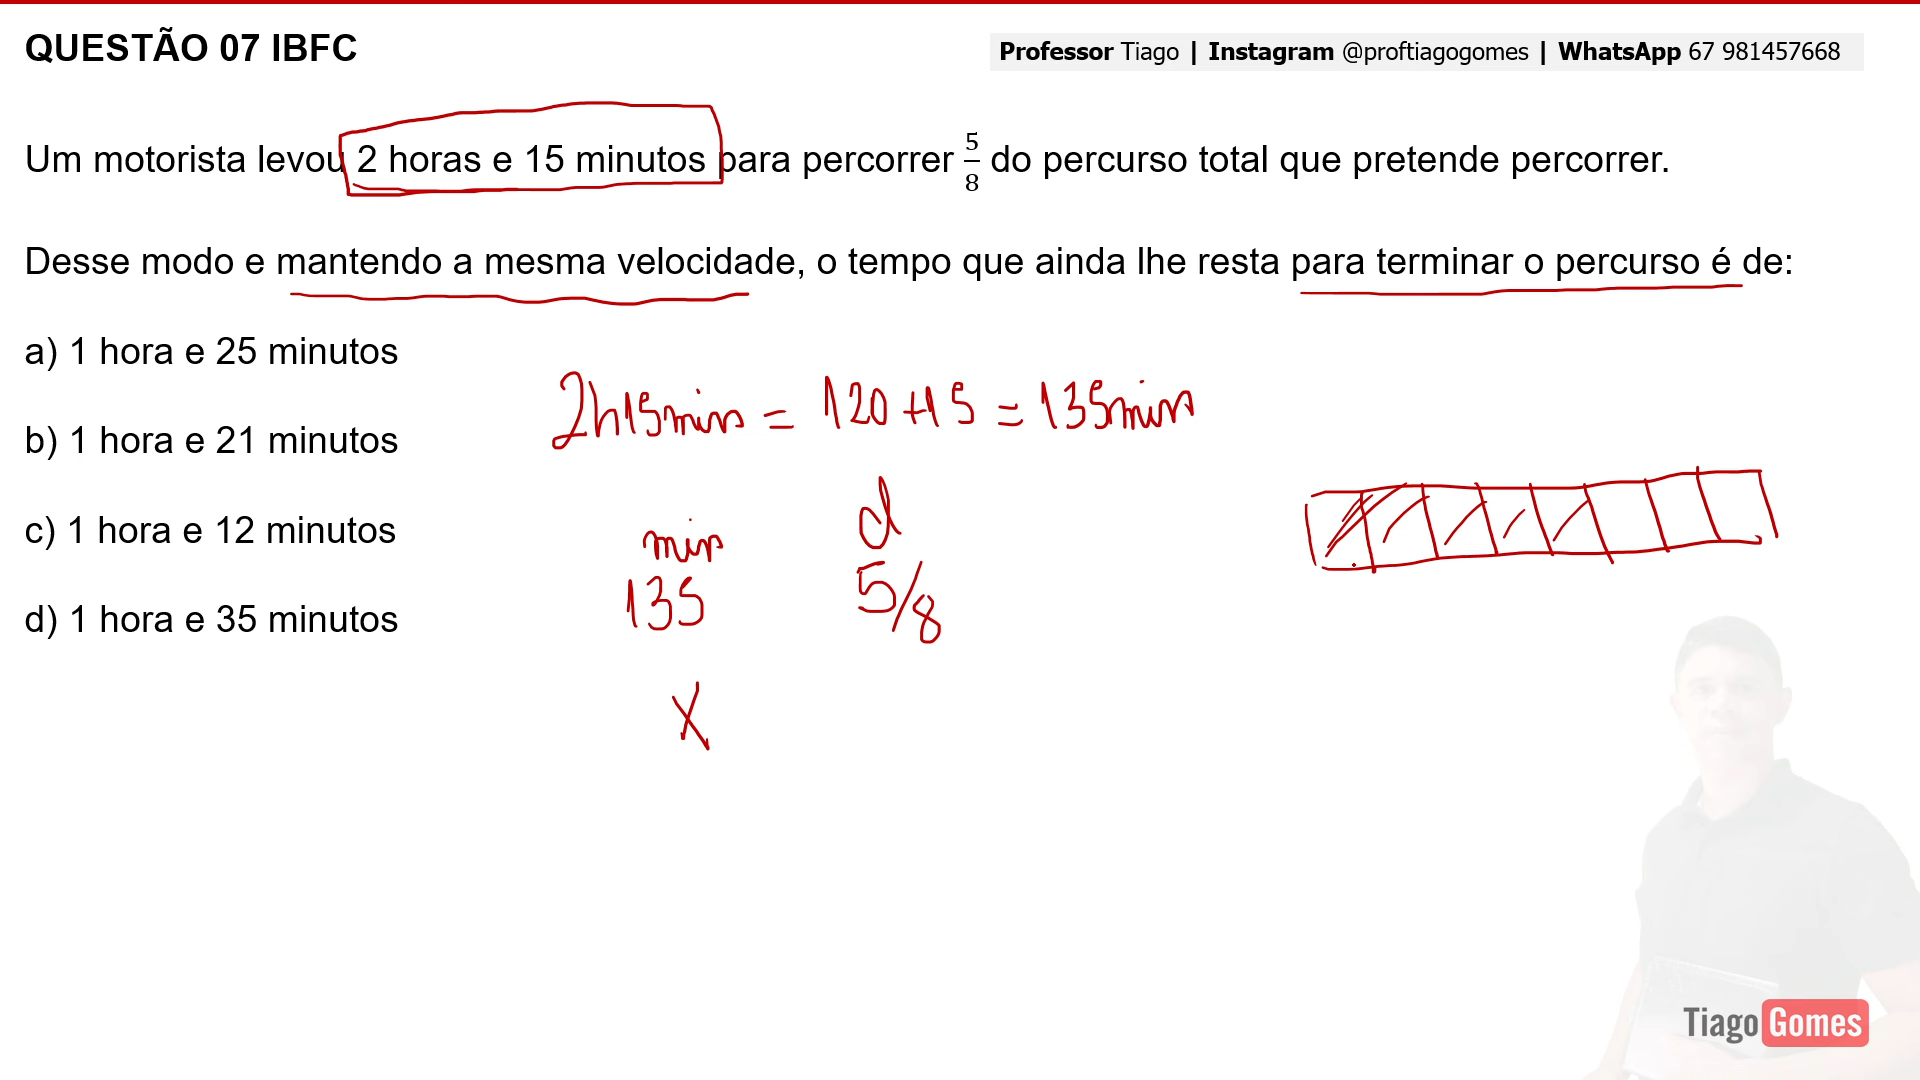 QUESTÃO 07 IBFC
Professor Tiago | Instagram @proftiagogomes | WhatsApp 67 981457668
Um motorista levou 2 horas e 15 minutos para percorrer 5/8 do percurso total que pretende percorrer.
Desse modo e mantendo a mesma velocidade, o tempo que ainda lhe resta para terminar o percurso é de:
a) 1 hora e 25 minutos
b) 1 hora e 21 minutos
c) 1 hora e 12 minutos
d) 1 hora e 35 minutos
2h15min = 120 + 15 = 135min
min d
135 5/8
x
Tiago Gomes